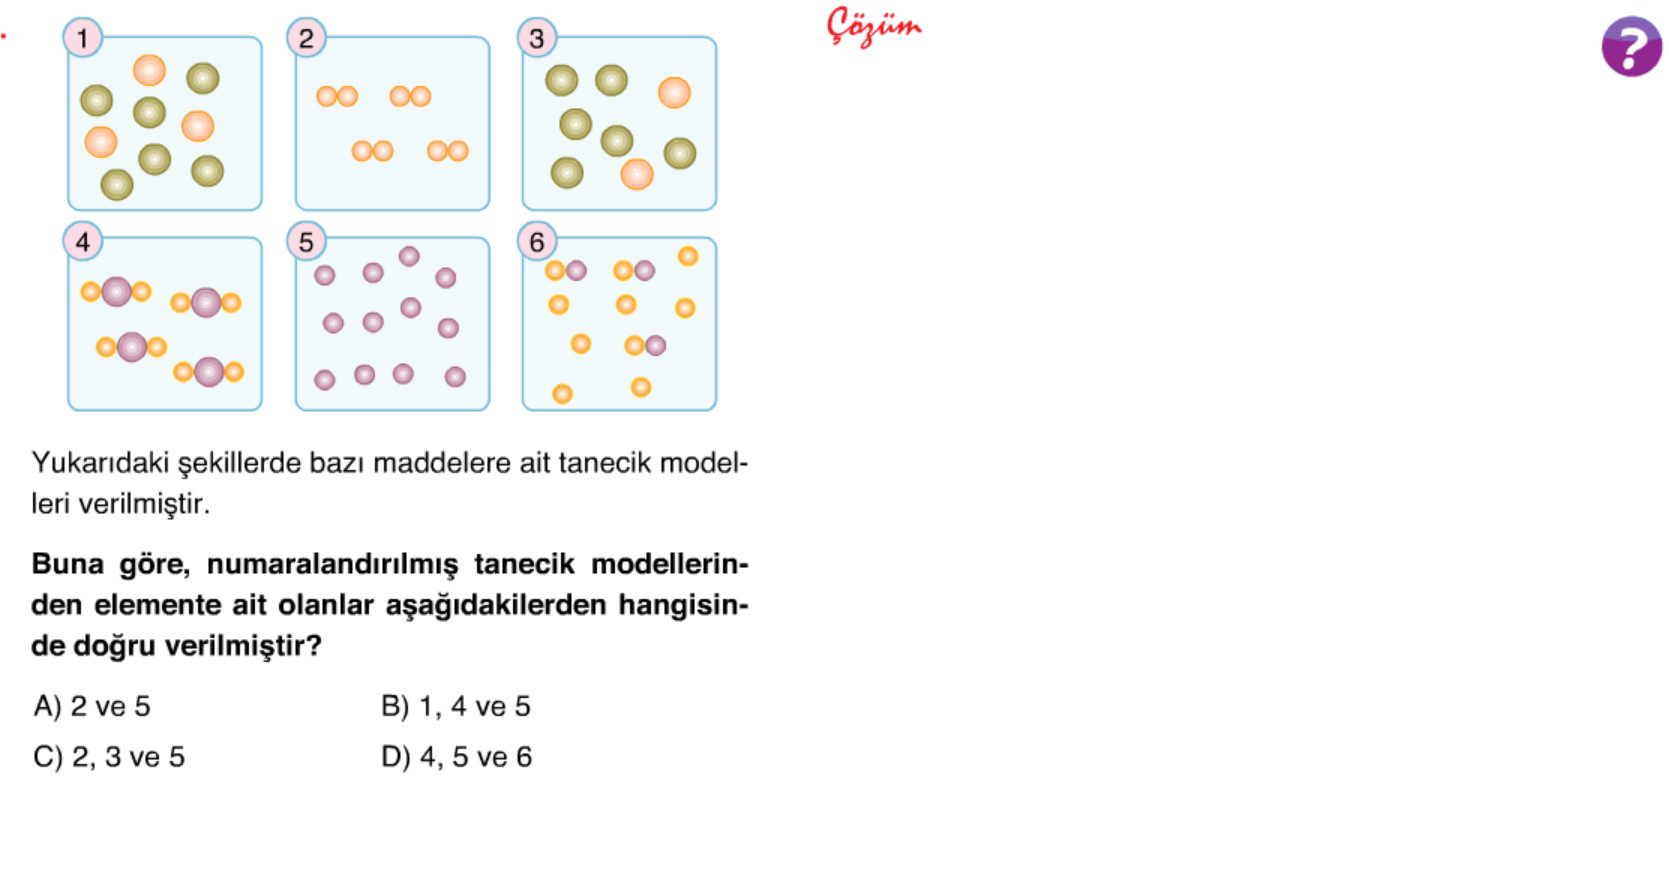 Çözüm
?
1
2
3
4
5
6
Yukarıdaki şekillerde bazı maddelere ait tanecik model-
leri verilmiştir.
Buna göre, numaralandırılmış tanecik modellerin-
den elemente ait olanlar aşağıdakilerden hangisin-
de doğru verilmiştir?
A) 2 ve 5
B) 1, 4 ve 5
C) 2, 3 ve 5
D) 4, 5 ve 6